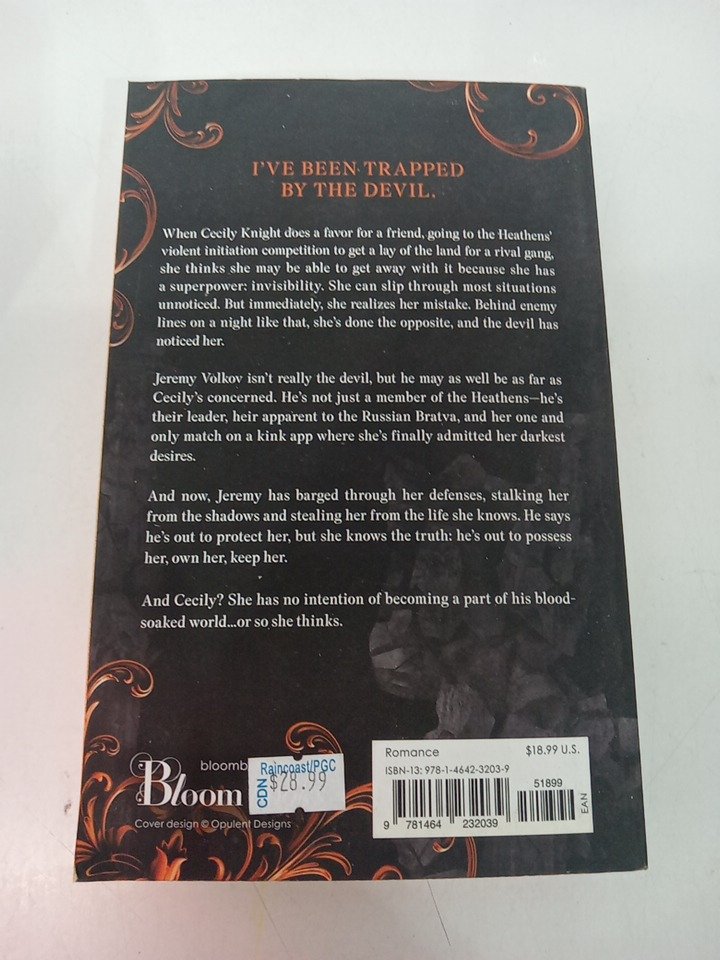 I'VE BEEN TRAPPED
BY THE DEVIL.
When Cecily Knight does a favor for a friend, going to the Heathens'
violent initiation competition to get a lay of the land for a rival gang,
she thinks she may be able to get away with it because she has
a superpower: invisibility. She can slip through most situations
unnoticed. But immediately, she realizes her mistake. Behind enemy
lines on a night like that, she's done the opposite, and the devil has
noticed her.
Jeremy Volkov isn't really the devil, but he may as well be as far as
Cecily's concerned. He's not just a member of the Heathens—he's
their leader, heir apparent to the Russian Bratva, and her one and
only match on a kink app where she's finally admitted her darkest
desires.
And now, Jeremy has barged through her defenses, stalking her
from the shadows and stealing her from the life she knows. He says
he's out to protect her, but she knows the truth: he's out to possess
her, own her, keep her.
And Cecily? She has no intention of becoming a part of his blood-
soaked world...or so she thinks.
bloomb
Bloom
Raincoast/PGC
CDN $28.99
Cover design © Opulent Designs
Romance $18.99 U.S.
ISBN-13: 978-1-4642-3203-9
51899
EAN
9 781464 232039